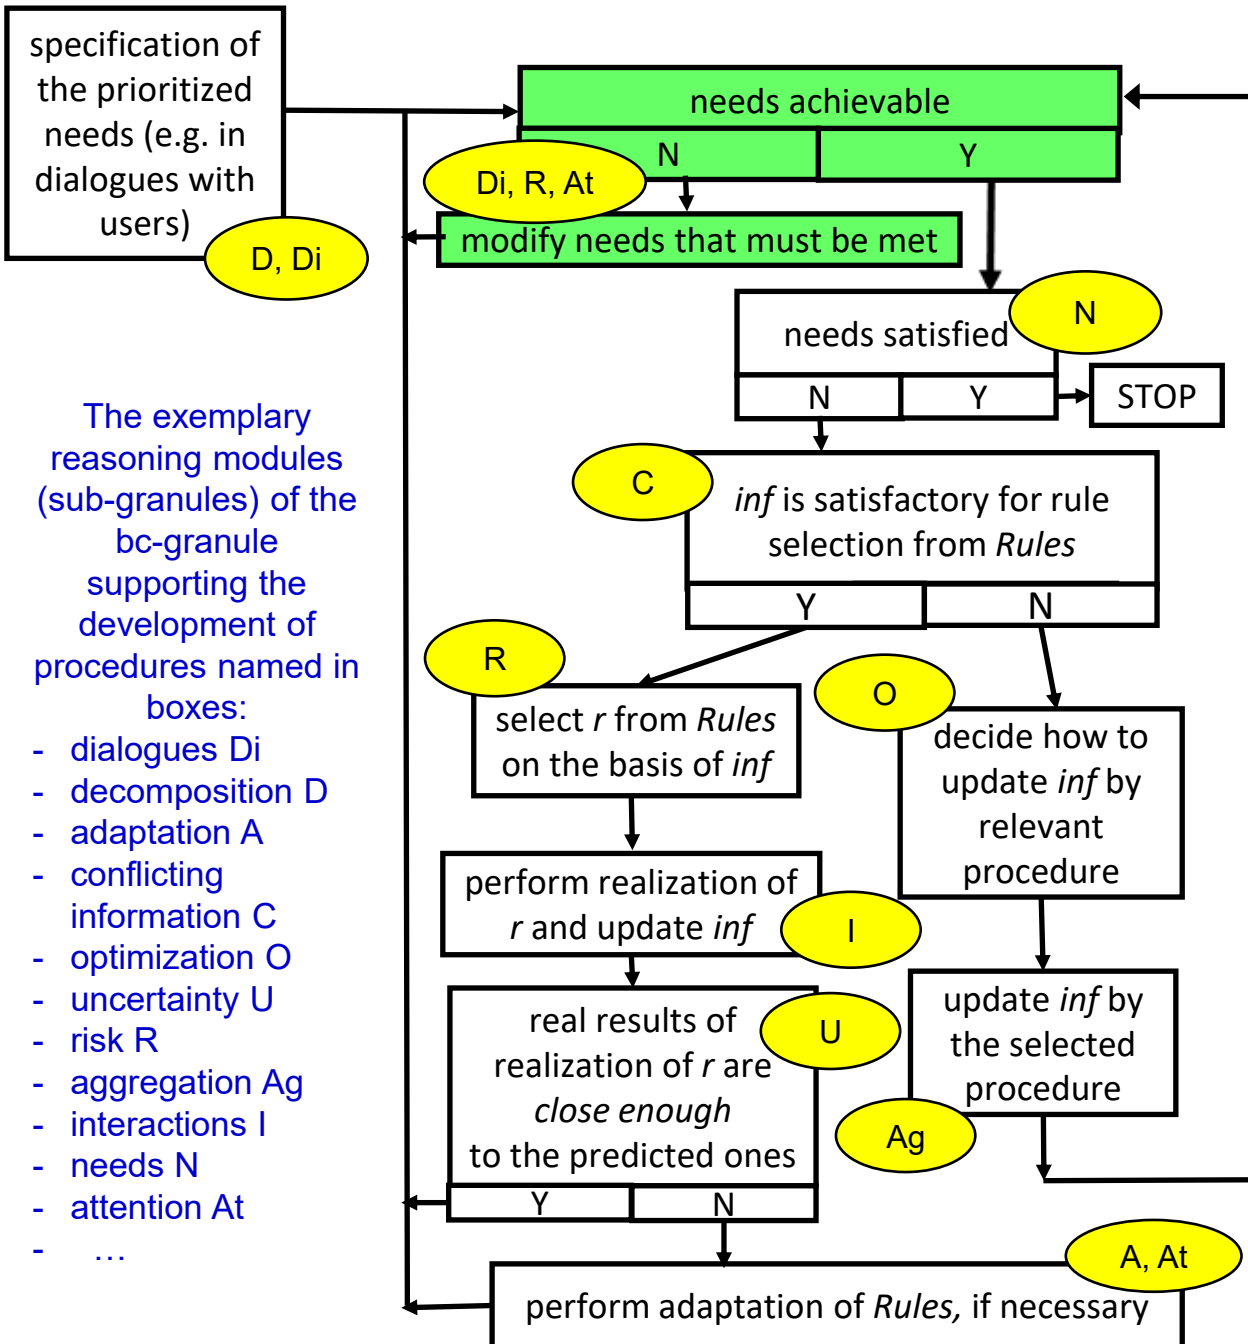 specification of
the prioritized
needs (e.g. in
dialogues with
users)
D, Di
needs achievable
N
Y
Di, R, At
modify needs that must be met
needs satisfied
N
N
Y
STOP
The exemplary
reasoning modules
(sub-granules) of the
bc-granule
supporting the
development of
procedures named in
boxes:
- dialogues Di
- decomposition D
- adaptation A
- conflicting
information C
- optimization O
- uncertainty U
- risk R
- aggregation Ag
- interactions I
- needs N
- attention At
- ...
C
inf is satisfactory for rule
selection from Rules
Y
N
R
select r from Rules
on the basis of inf
O
decide how to
update inf by
relevant
procedure
perform realization of
r and update inf
I
real results of
realization of r are
close enough
to the predicted ones
U
Y
N
update inf by
the selected
procedure
Ag
A, At
perform adaptation of Rules, if necessary